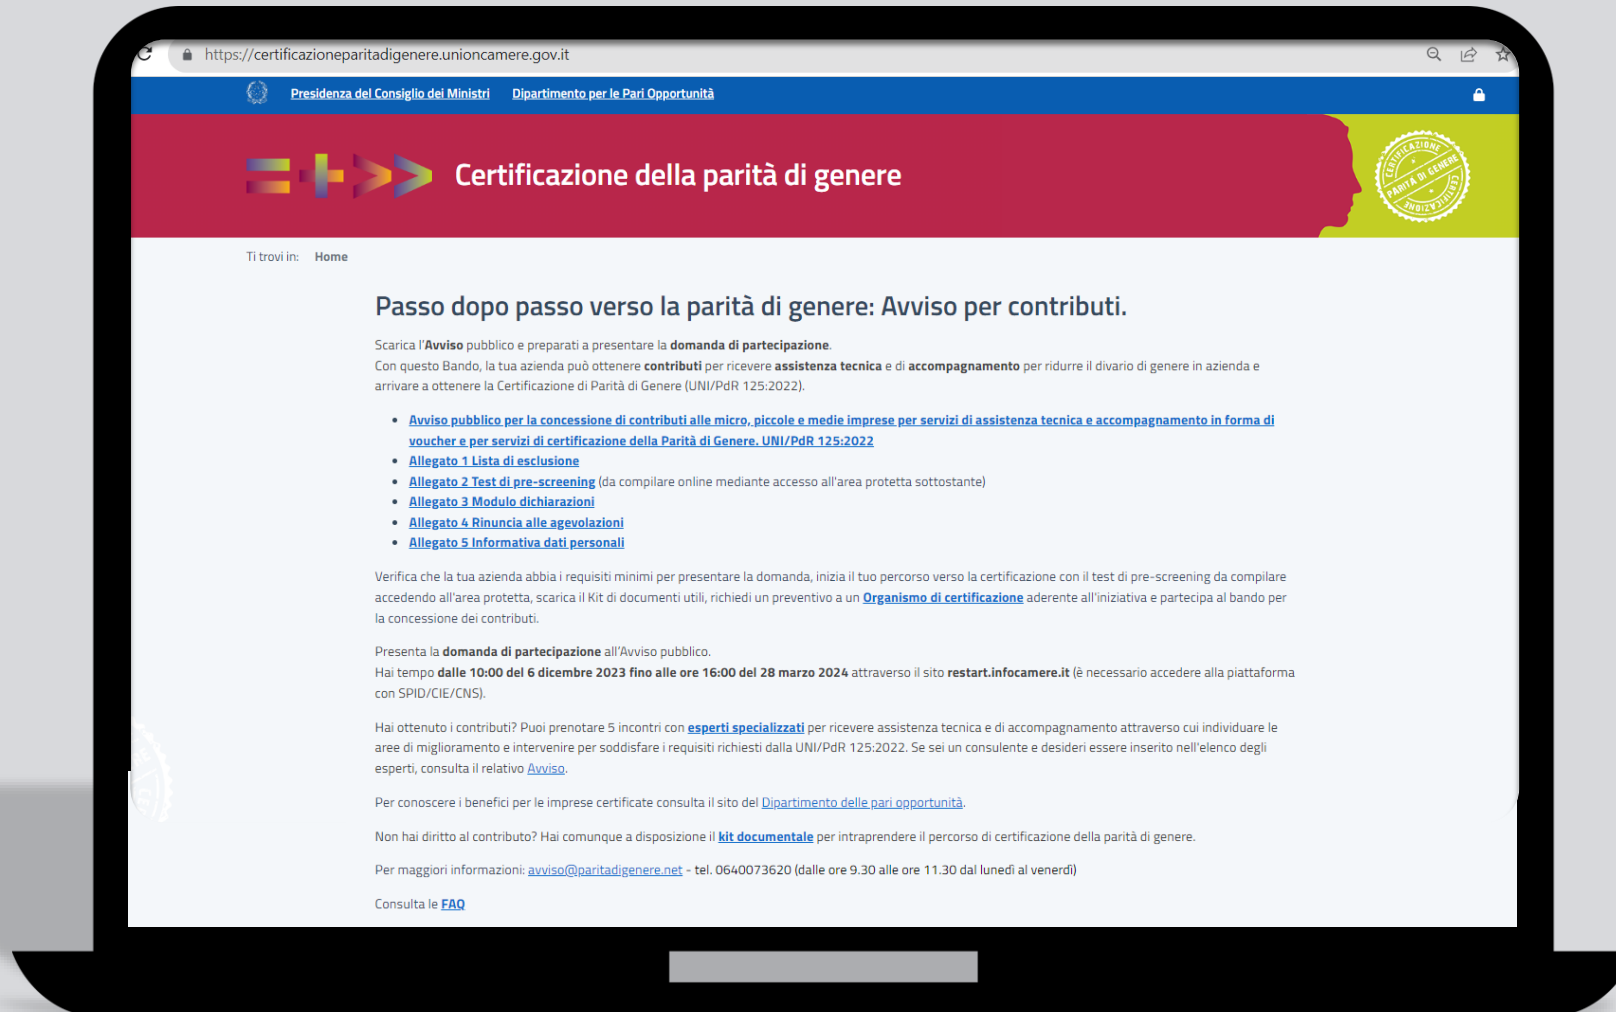 https://certificazioneparitadigenere.unioncamere.gov.it
Presidenza del Consiglio dei Ministri Dipartimento per le Pari Opportunità
Certificazione della parità di genere
CERTIFICAZIONE
PARITÀ DI GENERE
CERTIFICAZIONE
Ti trovi in: Home
Passo dopo passo verso la parità di genere: Avviso per contributi.
Scarica l'Avviso pubblico e preparati a presentare la domanda di partecipazione.
Con questo Bando, la tua azienda può ottenere contributi per ricevere assistenza tecnica e di accompagnamento per ridurre il divario di genere in azienda e
arrivare a ottenere la Certificazione di Parità di Genere (UNI/PdR 125:2022).
• Avviso pubblico per la concessione di contributi alle micro, piccole e medie imprese per servizi di assistenza tecnica e accompagnamento in forma di
voucher e per servizi di certificazione della Parità di Genere. UNI/PdR 125:2022
• Allegato 1 Lista di esclusione
• Allegato 2 Test di pre-screening (da compilare online mediante accesso all'area protetta sottostante)
• Allegato 3 Modulo dichiarazioni
• Allegato 4 Rinuncia alle agevolazioni
• Allegato 5 Informativa dati personali
Verifica che la tua azienda abbia i requisiti minimi per presentare la domanda, inizia il tuo percorso verso la certificazione con il test di pre-screening da compilare
accedendo all'area protetta, scarica il Kit di documenti utili, richiedi un preventivo a un Organismo di certificazione aderente all'iniziativa e partecipa al bando per
la concessione dei contributi.
Presenta la domanda di partecipazione all'Avviso pubblico.
Hai tempo dalle 10:00 del 6 dicembre 2023 fino alle ore 16:00 del 28 marzo 2024 attraverso il sito restart.infocamere.it (è necessario accedere alla piattaforma
con SPID/CIE/CNS).
Hai ottenuto i contributi? Puoi prenotare 5 incontri con esperti specializzati per ricevere assistenza tecnica e di accompagnamento attraverso cui individuare le
aree di miglioramento e intervenire per soddisfare i requisiti richiesti dalla UNI/PdR 125:2022. Se sei un consulente e desideri essere inserito nell'elenco degli
esperti, consulta il relativo Avviso.
Per conoscere i benefici per le imprese certificate consulta il sito del Dipartimento delle pari opportunità.
Non hai diritto al contributo? Hai comunque a disposizione il kit documentale per intraprendere il percorso di certificazione della parità di genere.
Per maggiori informazioni: avviso@paritadigenere.net - tel. 0640073620 (dalle ore 9.30 alle ore 11.30 dal lunedì al venerdì)
Consulta le FAQ